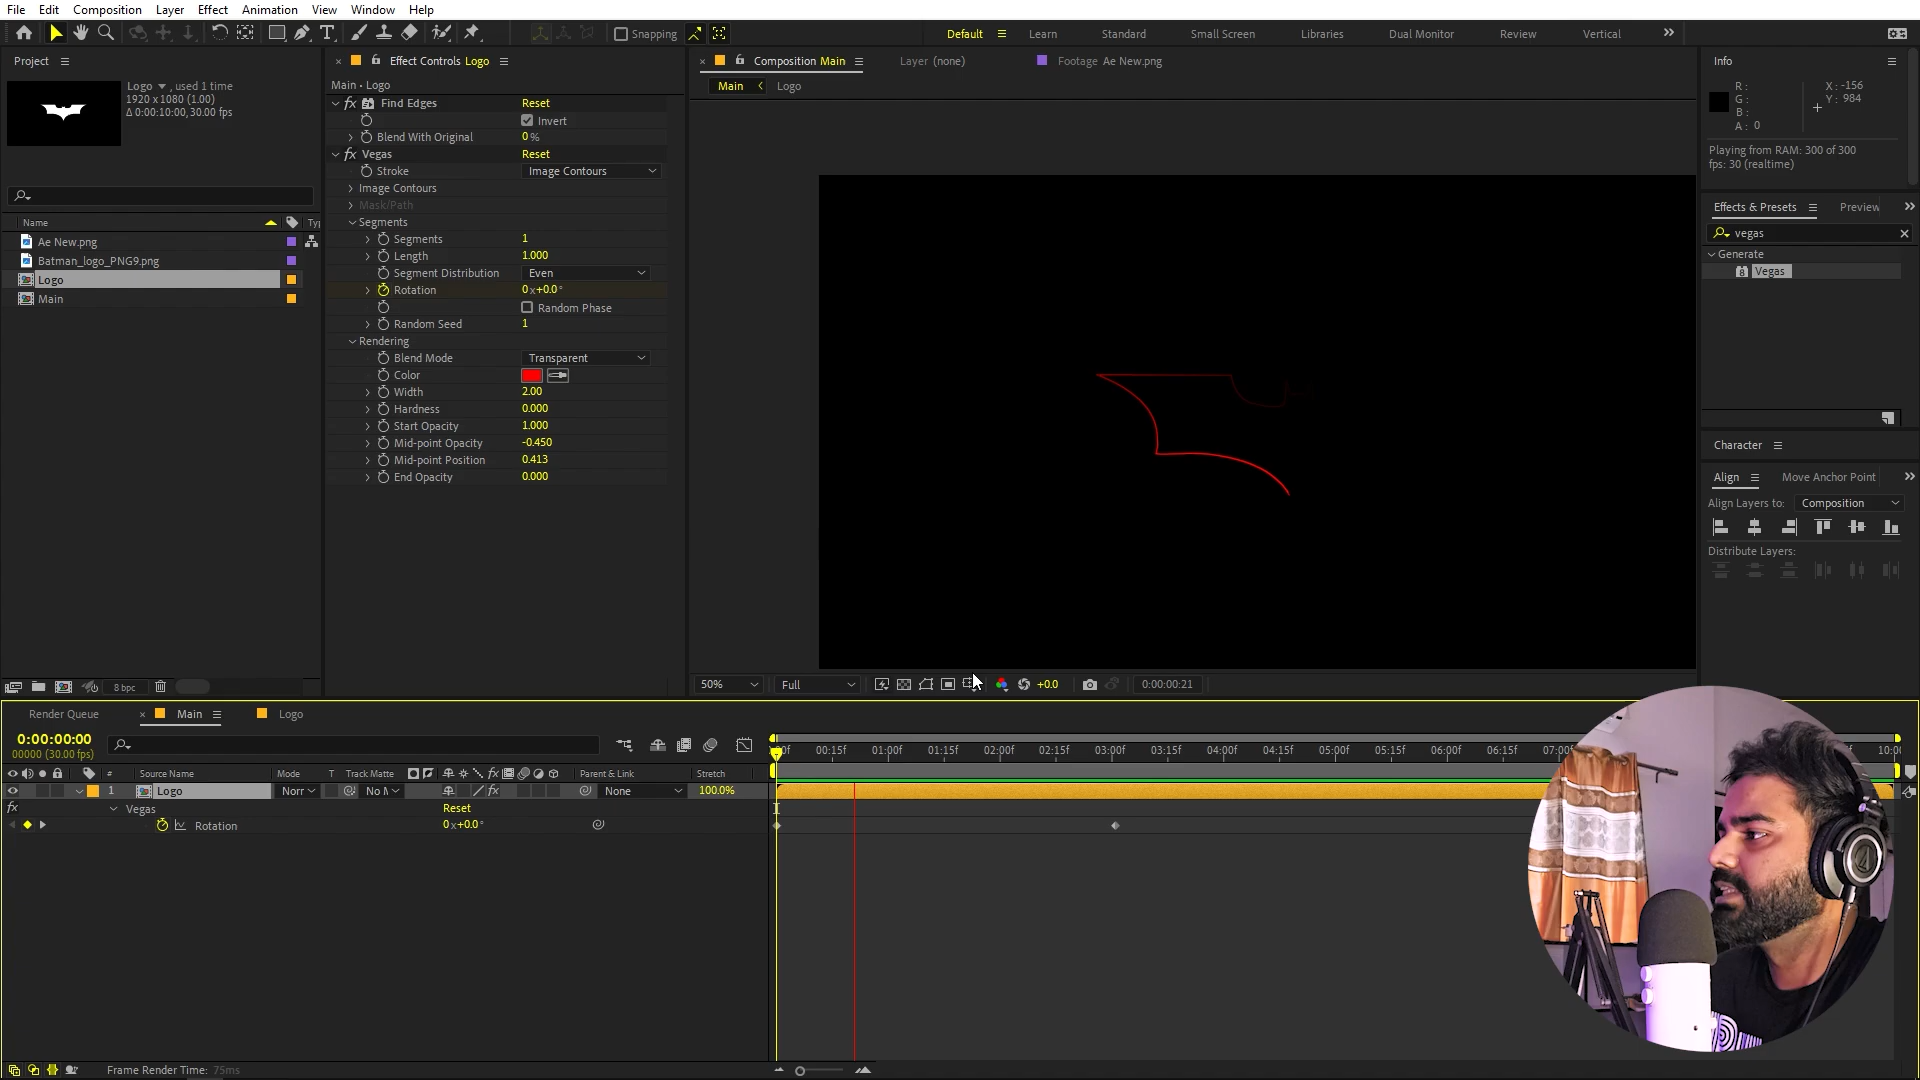 File Edit Composition Layer Effect Animation View Window Help
Snapping
Default Learn Standard Small Screen Libraries Dual Monitor Review Vertical
Project
Logo , used 1 time
1920 x 1080 (1.00)
Δ 0:00:10:00, 30.00 fps
Name
Ae New.png
Batman_logo_PNG9.png
Logo
Main
8 bpc
Effect Controls Logo
Main • Logo
fx Find Edges Reset
Invert
Blend With Original 0 %
fx Vegas Reset
Stroke Image Contours
Image Contours
Mask/Path
Segments
Segments 1
Length 1.000
Segment Distribution Even
Rotation 0 x+0.0 °
Random Phase
Random Seed 1
Rendering
Blend Mode Transparent
Color
Width 2.00
Hardness 0.000
Start Opacity 1.000
Mid-point Opacity -0.450
Mid-point Position 0.413
End Opacity 0.000
Composition Main Layer (none) Footage Ae New.png
Main Logo
50% Full +0.0 0:00:00:21
Info
R : X : -156
G : Y : 984
B :
A : 0
Playing from RAM: 300 of 300
fps: 30 (realtime)
Effects & Presets Preview
vegas
Generate
Vegas
Character
Align Move Anchor Point
Align Layers to: Composition
Distribute Layers:
Render Queue Main Logo
0:00:00:00
00000 (30.00 fps)
# Source Name Mode T Track Matte fx Parent & Link Stretch
1 Logo Norr No M fx None 100.0%
fx Vegas Reset
Rotation 0 x+0.0 °
00f 00:15f 01:00f 01:15f 02:00f 02:15f 03:00f 03:15f 04:00f 04:15f 05:00f 05:15f 06:00f 06:15f 10:0
Frame Render Time: 75ms